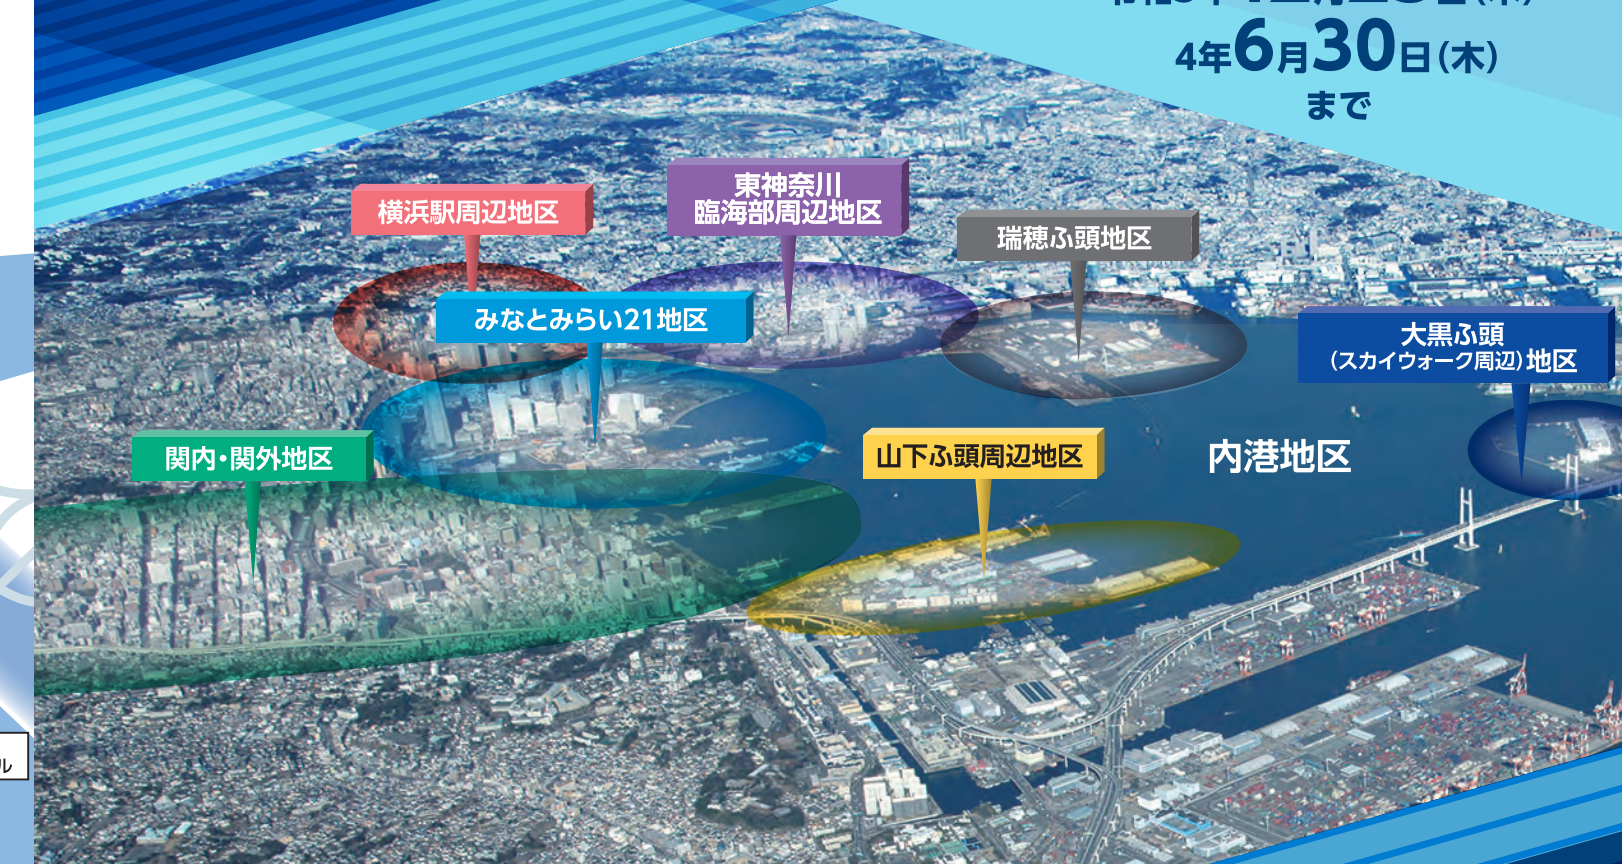 4年6月30日(木)
まで
東神奈川
臨海部周辺地区
横浜駅周辺地区
瑞穂ふ頭地区
みなとみらい21地区
大黒ふ頭
(スカイウォーク周辺)地区
関内・関外地区
山下ふ頭周辺地区
内港地区
ル